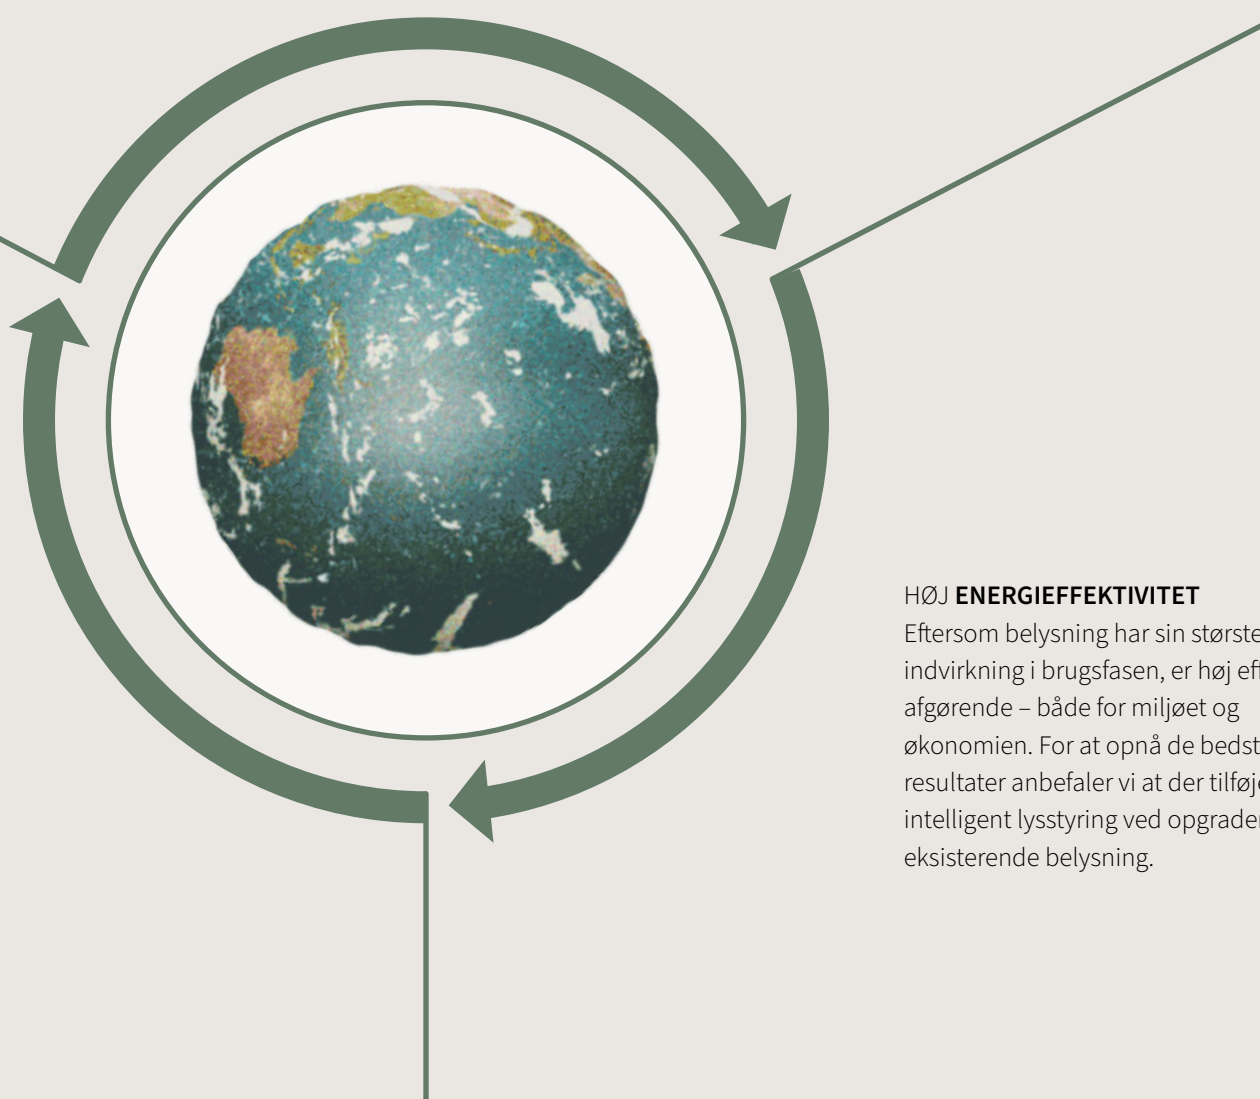 HØJ ENERGIEFFEKTIVITET
Eftersom belysning har sin største
indvirkning i brugsfasen, er høj
afgørende – både for miljøet og
økonomien. For at opnå de
resultater anbefaler vi at der
intelligent lysstyring ved
eksisterende belysning.